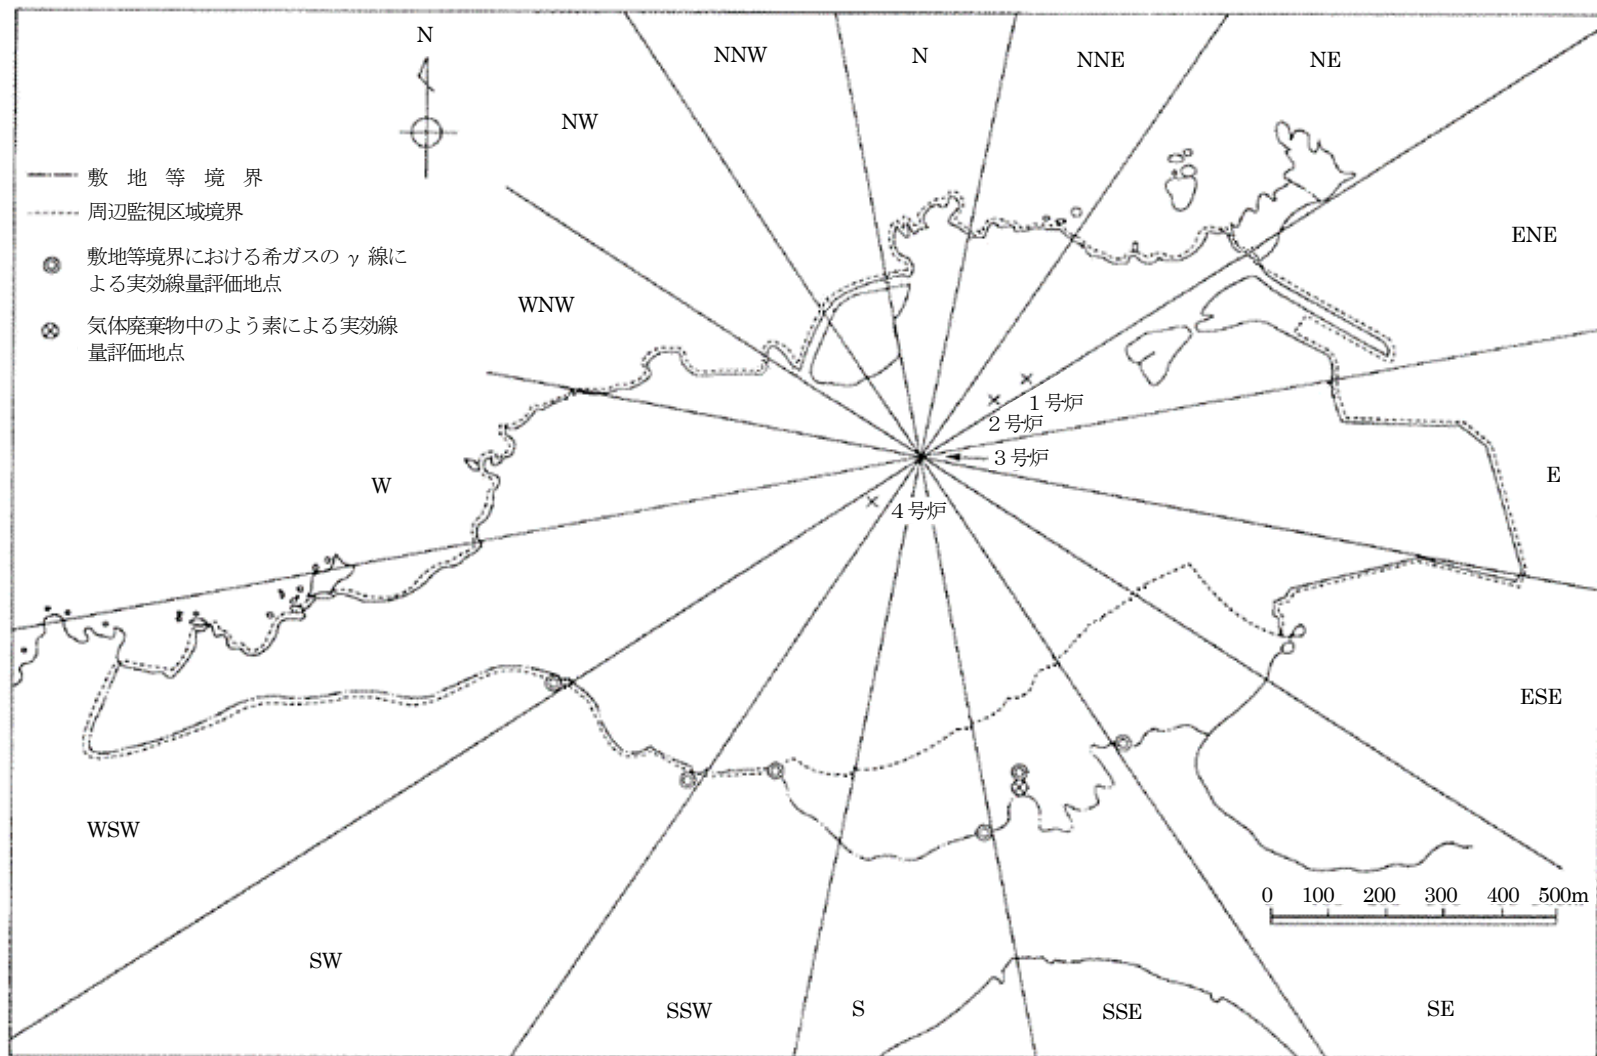 N
NNW
N
NNE
NE
NW
敷地等境界
周辺監視区域境界
敷地等境界における希ガスの γ 線に
よる実効線量評価地点
気体廃棄物中のよう素による実効線
量評価地点
ENE
WNW
1号炉
2号炉
3号炉
W
E
4号炉
ESE
WSW
0 100 200 300 400 500m
SW
SSW
S
SSE
SE